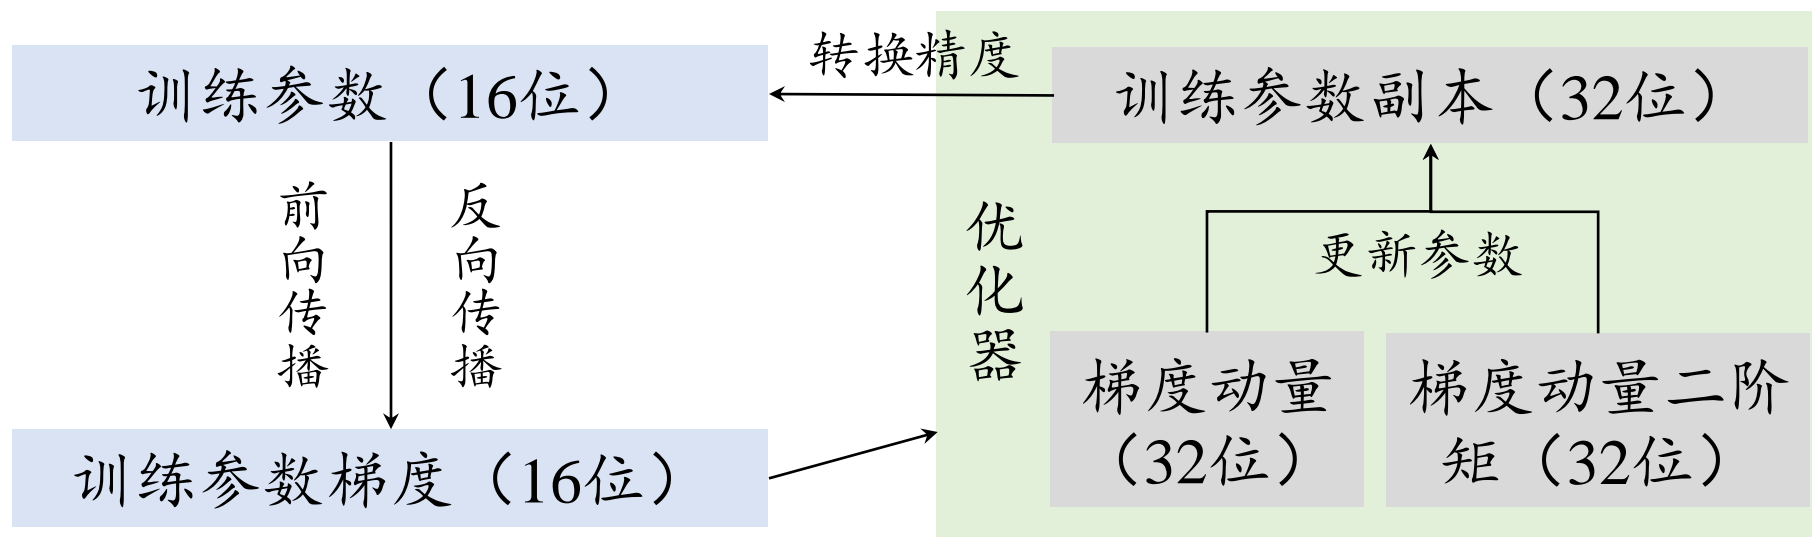 训练参数（16位）
转换精度
训练参数副本（32位）
前向传播
反向传播
优化器
更新参数
梯度动量
（32位）
梯度动量二阶
矩（32位）
训练参数梯度（16位）